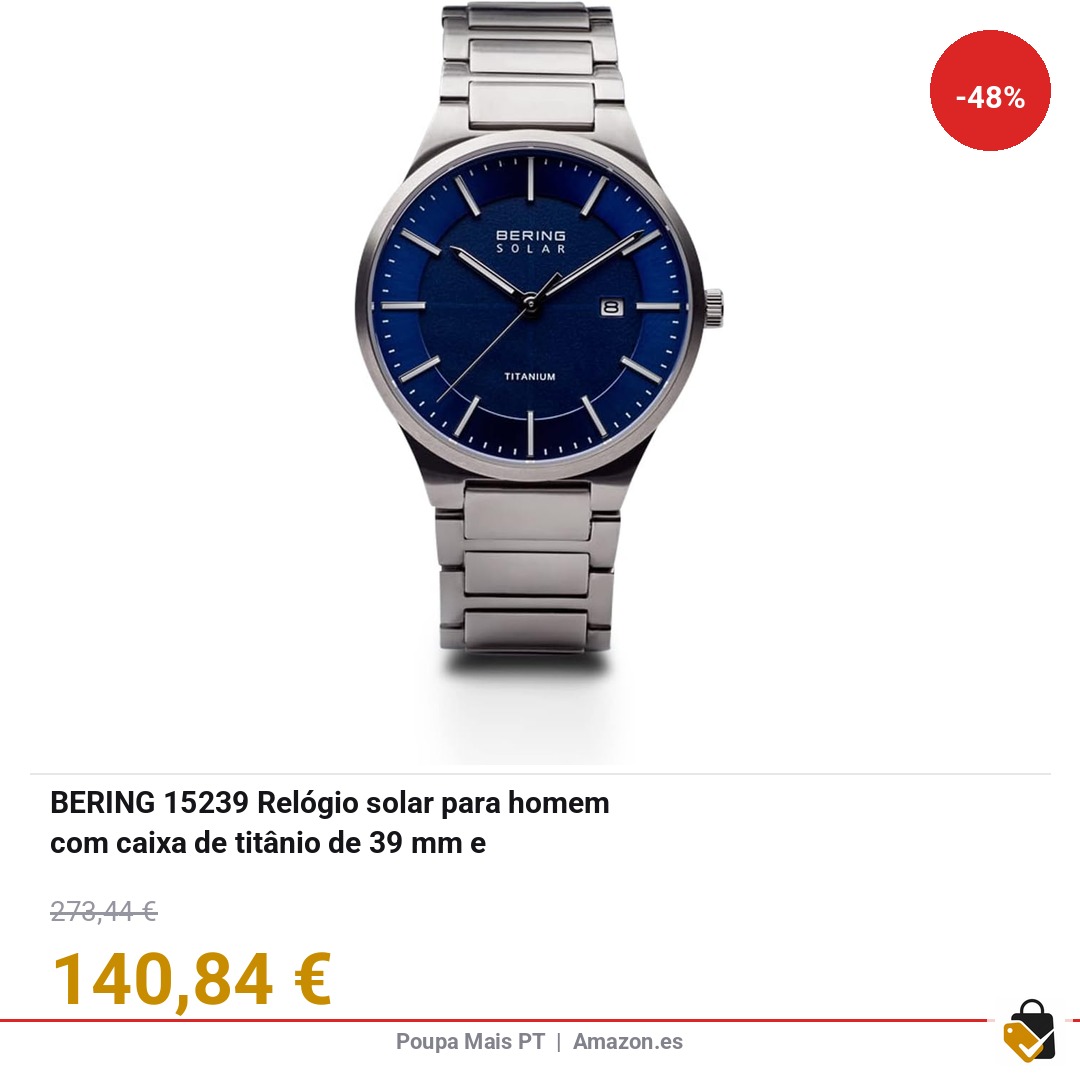 -48%
BERING
SOLAR
8
TITANIUM
BERING 15239 Relógio solar para homem
com caixa de titânio de 39 mm e
273,44 €
140,84 €
Poupa Mais PT | Amazon.es